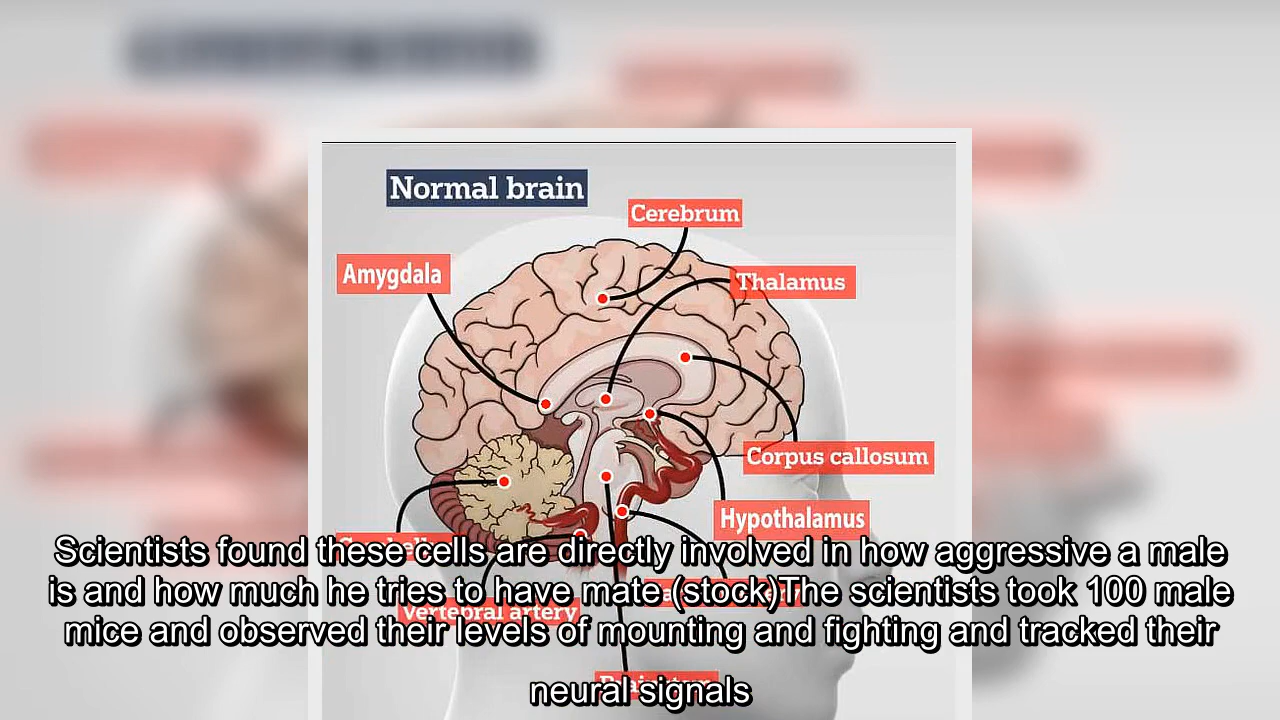 Normal brain
Cerebrum
Amygdala
Thalamus
Corpus callosum
Hypothalamus
Vertebral artery
Scientists found these cells are directly involved in how aggressive a male
is and how much he tries to have mate (stock)The scientists took 100 male
mice and observed their levels of mounting and fighting and tracked their
neural signals